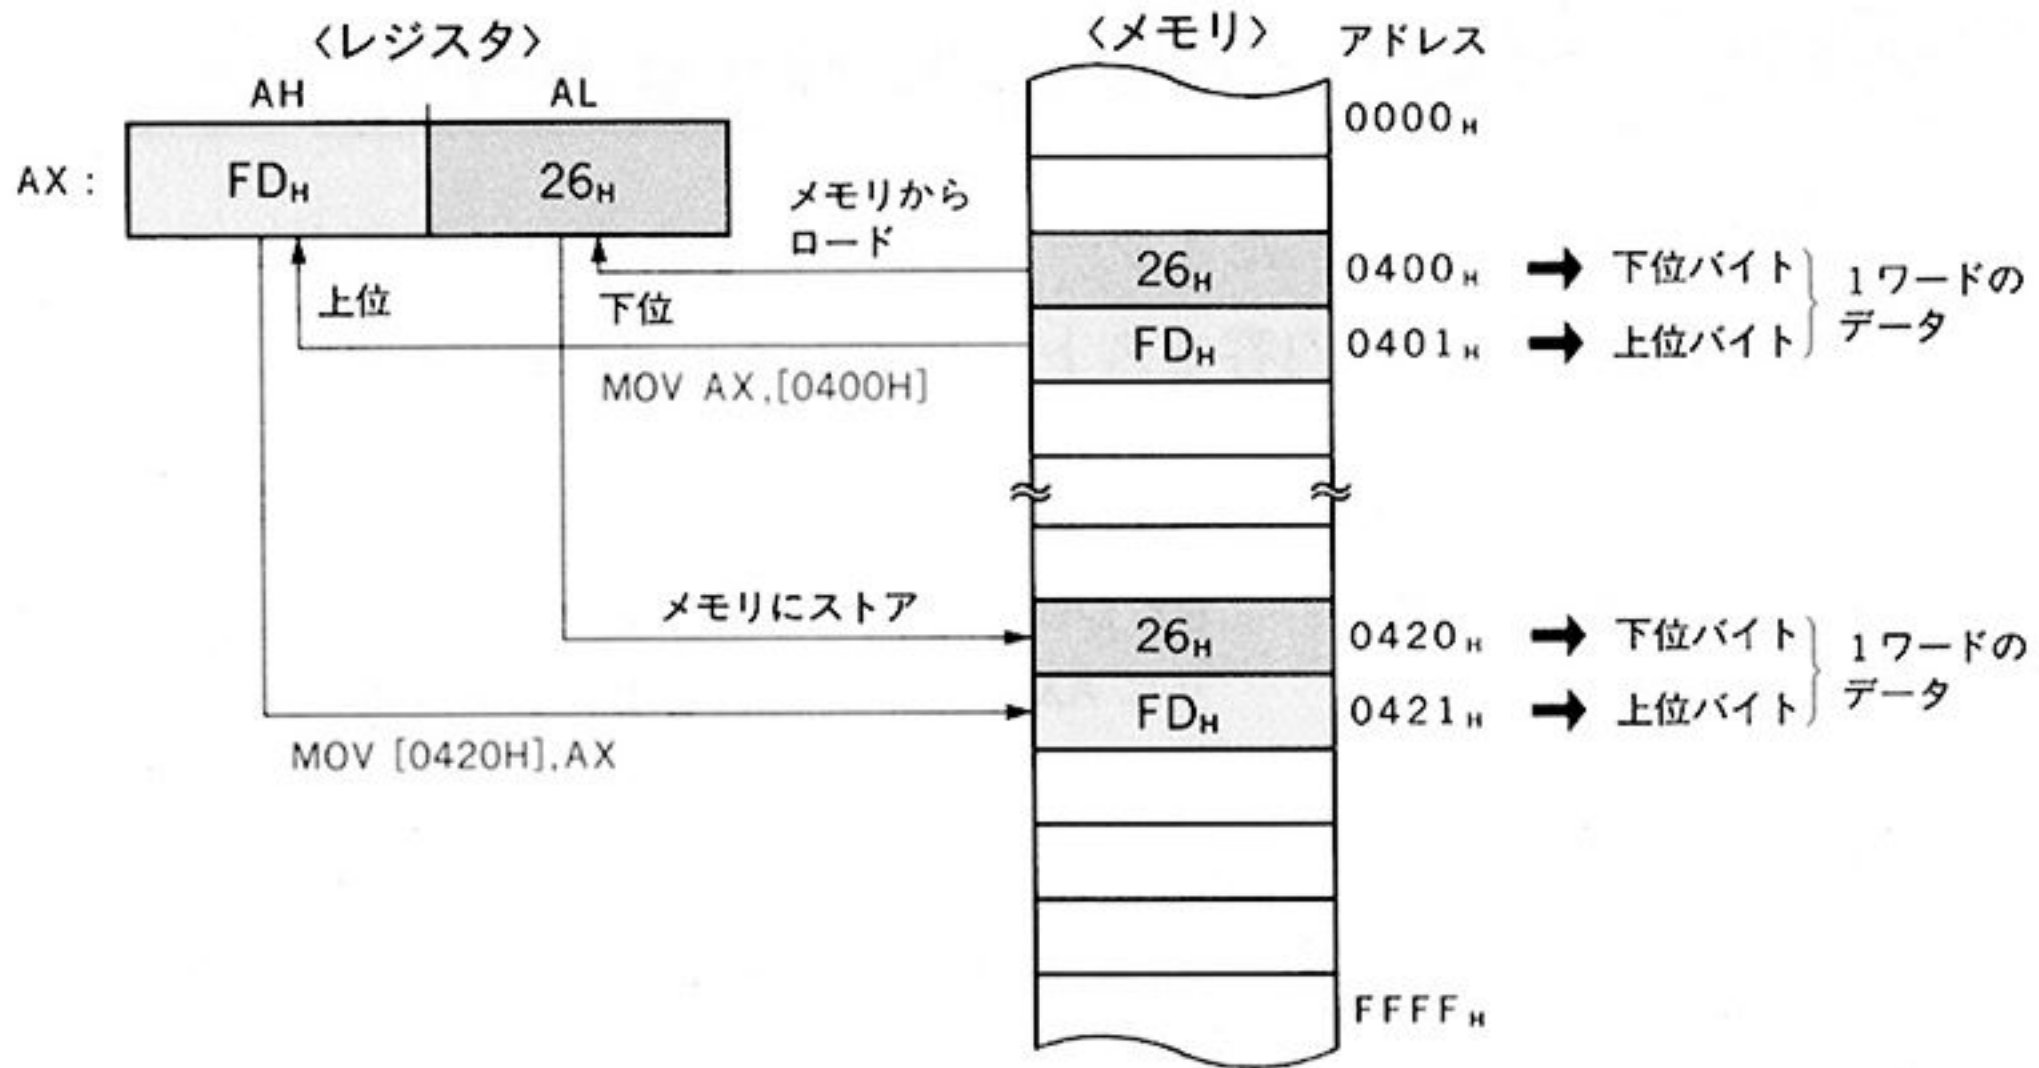 〈レジスタ〉
AH AL
AX: FDH 26H
メモリから
ロード
上位 下位
MOV AX,[0400H]
メモリにストア
MOV [0420H],AX
〈メモリ〉 アドレス
0000H
26H 0400H ➡ 下位バイト
FDH 0401H ➡ 上位バイト
1ワードの
データ
26H 0420H ➡ 下位バイト
FDH 0421H ➡ 上位バイト
1ワードの
データ
FFFFH